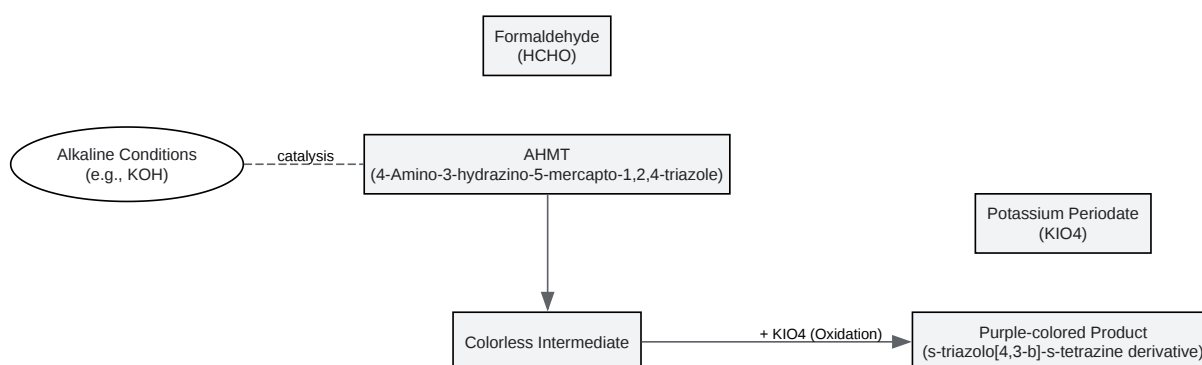 Formaldehyde
(HCHO)
Alkaline Conditions
(e.g., KOH)
catalysis
AHMT
(4-Amino-3-hydrazino-5-mercapto-1,2,4-triazole)
Potassium Periodate
(KIO4)
Colorless Intermediate
+ KIO4 (Oxidation)
Purple-colored Product
(s-triazolo[4,3-b]-s-tetrazine derivative)